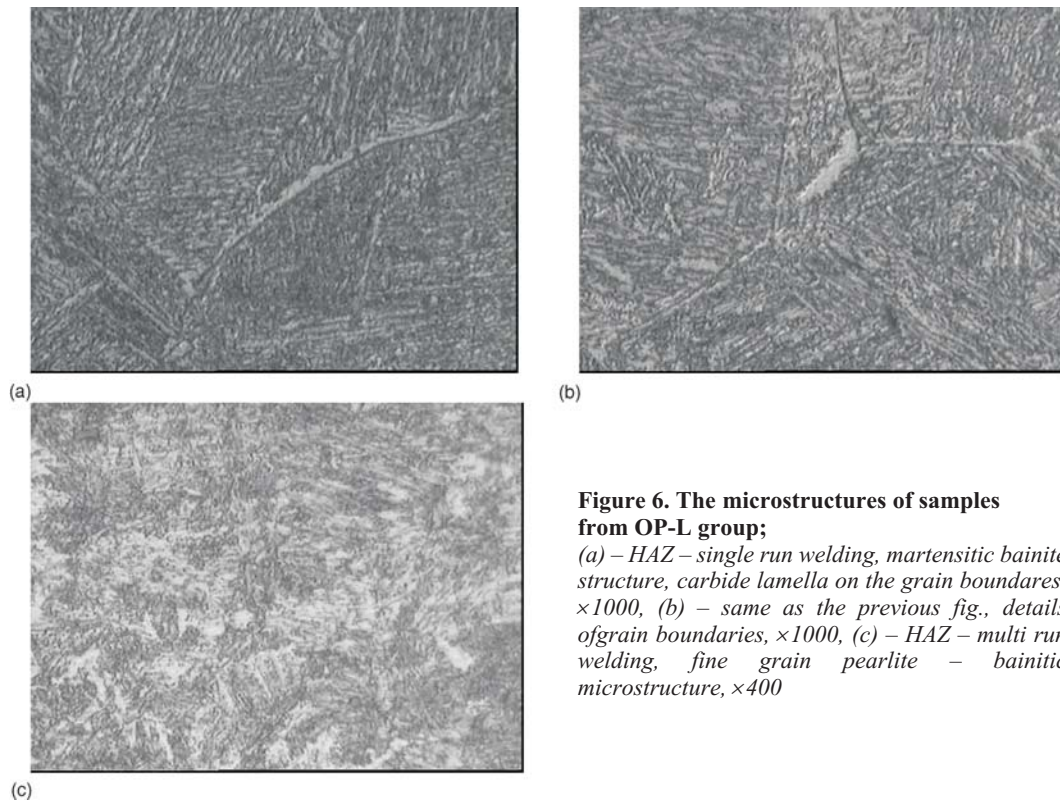 (a)
(b)
(c)
Figure 6. The microstructures of samples
from OP-L group;
(a) – HAZ – single run welding, martensitic bainite
structure, carbide lamella on the grain boundares,
×1000, (b) – same as the previous fig., details
ofgrain boundaries, ×1000, (c) – HAZ – multi run
welding, fine grain pearlite – bainitic
microstructure, ×400